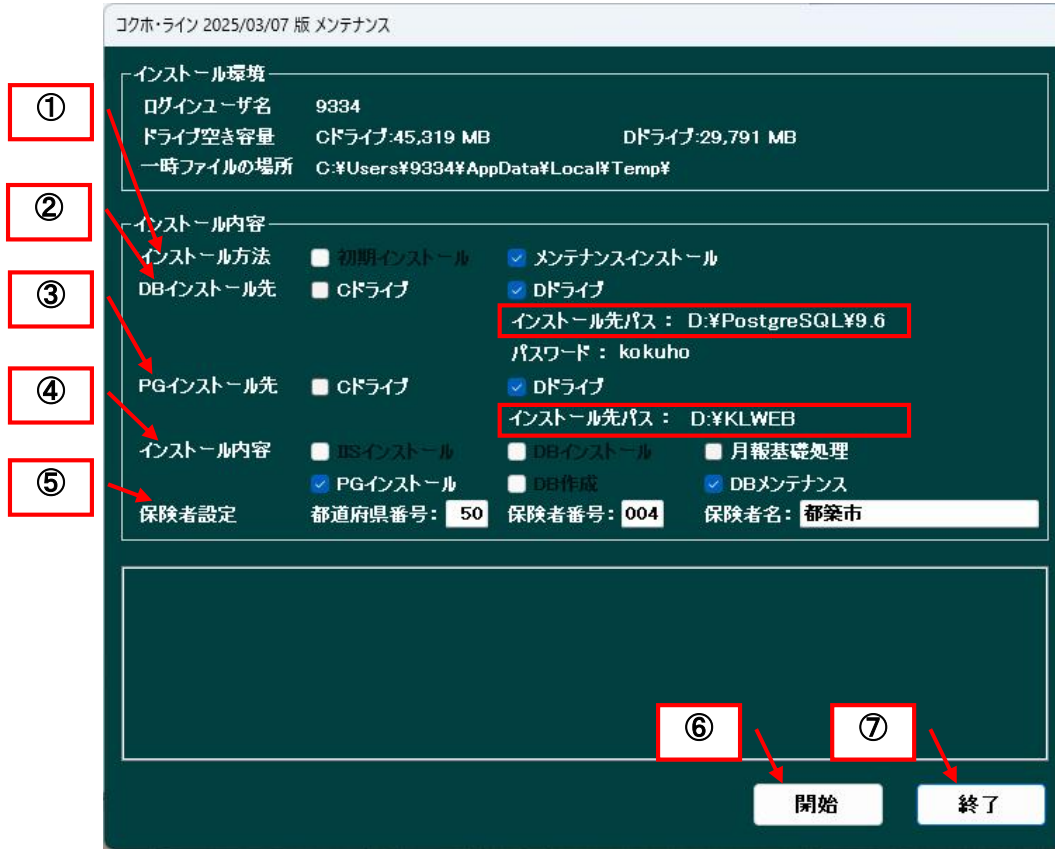 コクホ・ライン 2025/03/07 版 メンテナンス
インストール環境
① ログインユーザ名 9334
ドライブ空き容量 Cドライブ:45,319 MB Dドライブ:29,791 MB
一時ファイルの場所 C:¥Users¥9334¥AppData¥Local¥Temp¥
② インストール内容
インストール方法 初期インストール メンテナンスインストール
③ DBインストール先 Cドライブ Dドライブ
インストール先パス : D:¥PostgreSQL¥9.6
パスワード : kokuho
④ PGインストール先 Cドライブ Dドライブ
インストール先パス : D:¥KLWEB
インストール内容 IISインストール DBインストール 月報基礎処理
⑤ PGインストール DB作成 DBメンテナンス
保険者設定 都道府県番号: 50 保険者番号: 004 保険者名: 都築市
⑥ ⑦
開始 終了